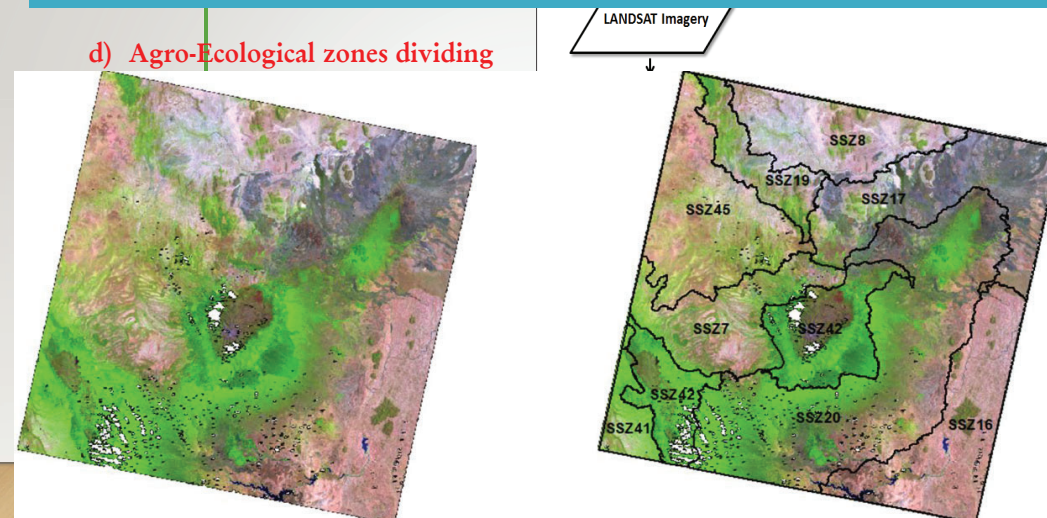 LANDSAT Imagery
d) Agro-Ecological zones dividing
SSZ8
SSZ19
SSZ17
SSZ45
SSZ7
SSZ42
SSZ42
SSZ20
SSZ41
SSZ16